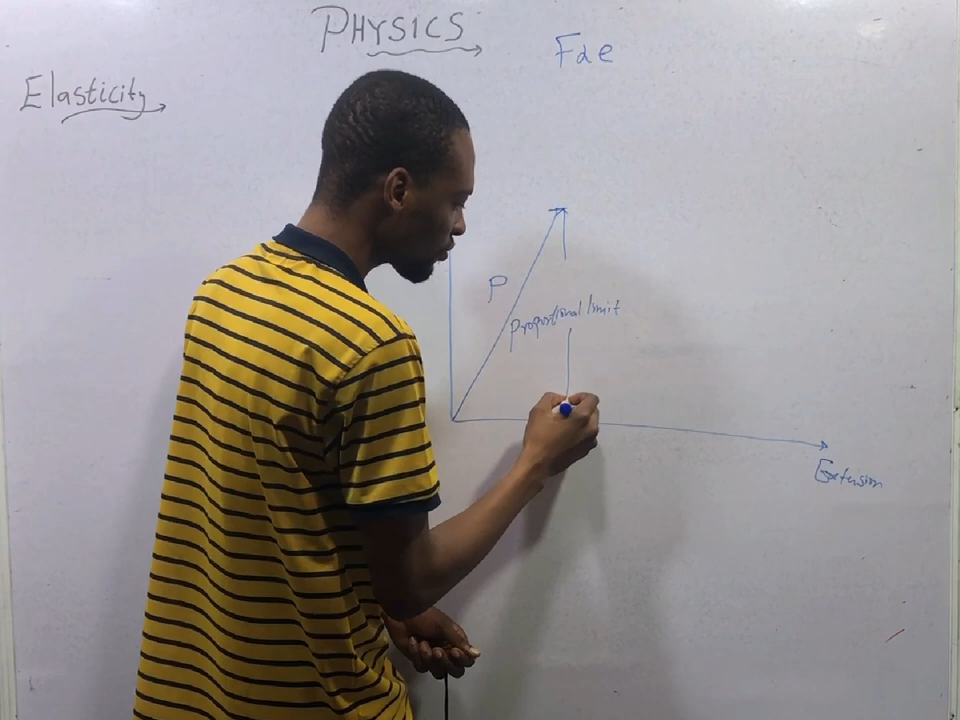 PHYSICS
F α e
Elasticity
P
proportional limit
Extension